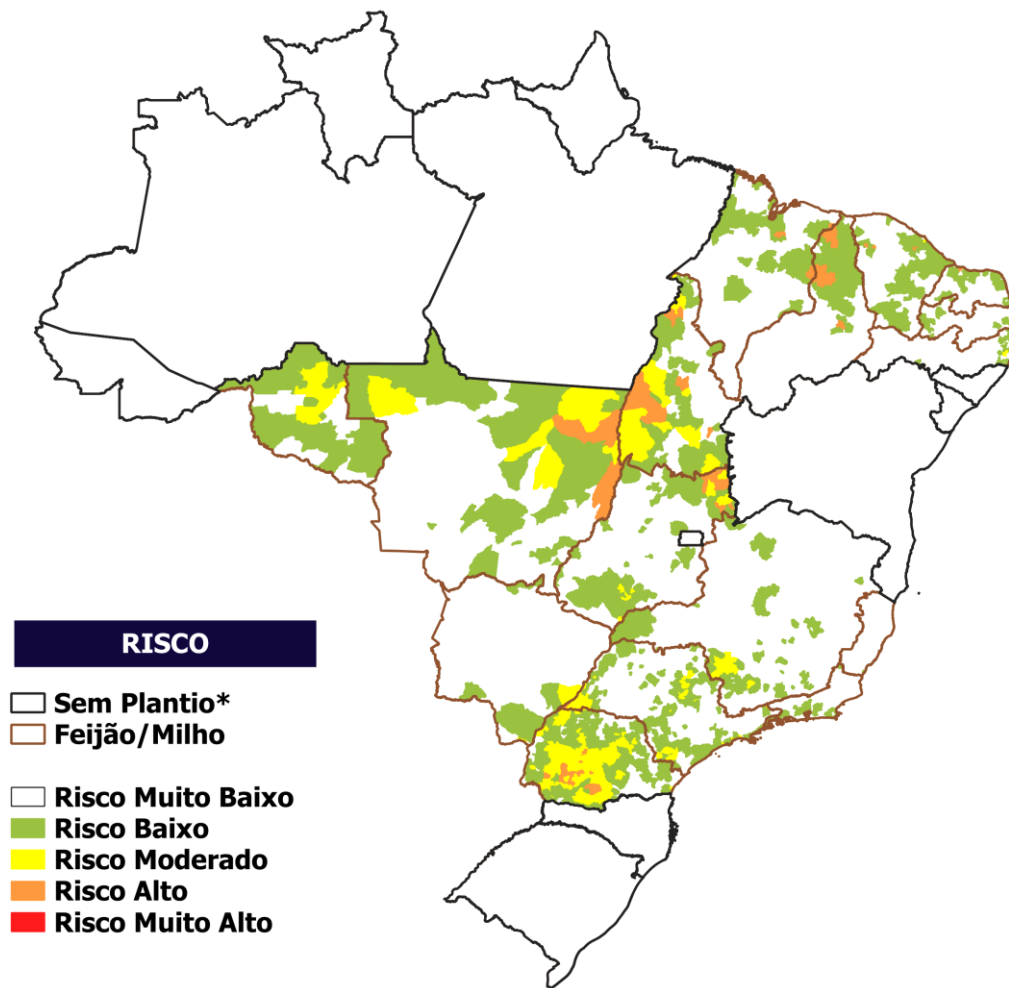 RISCO
Sem Plantio*
Feijão/Milho
Risco Muito Baixo
Risco Baixo
Risco Moderado
Risco Alto
Risco Muito Alto